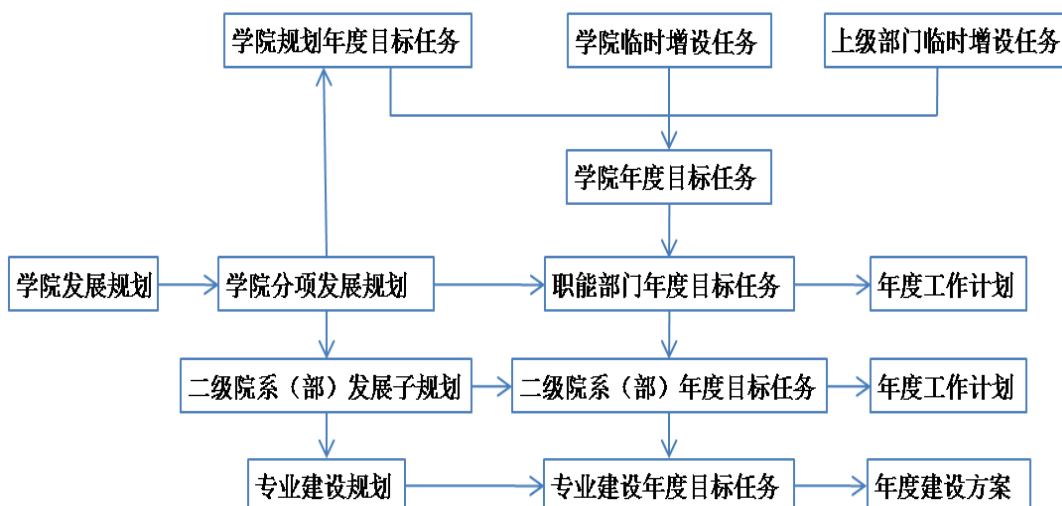 学院规划年度目标任务
学院临时增设任务
上级部门临时增设任务
学院年度目标任务
学院发展规划
学院分项发展规划
职能部门年度目标任务
年度工作计划
二级院系（部）发展子规划
二级院系（部）年度目标任务
年度工作计划
专业建设规划
专业建设年度目标任务
年度建设方案